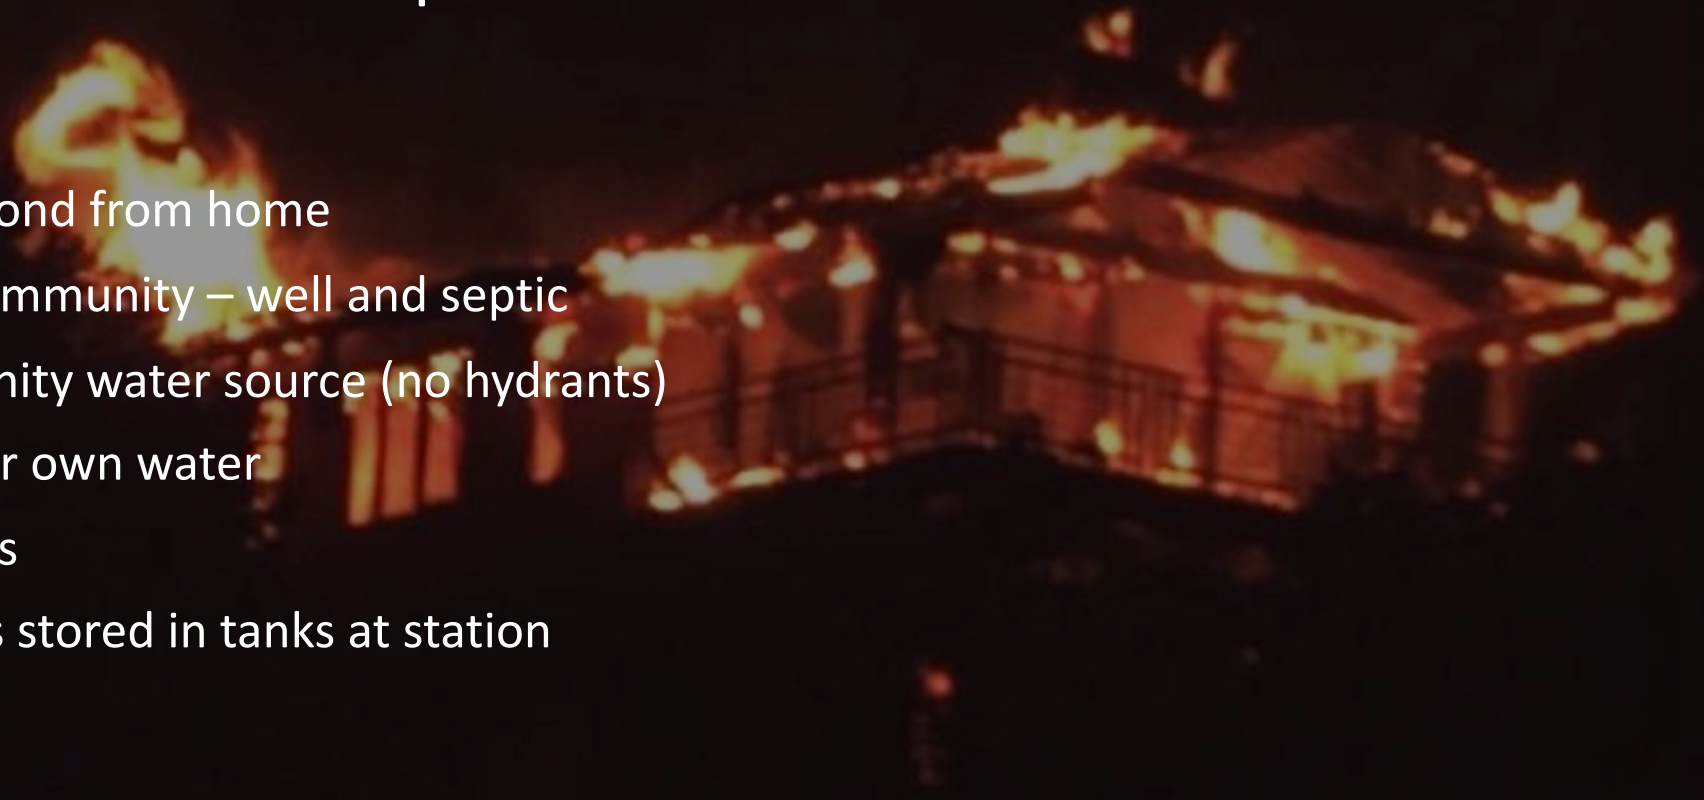 ond from home
mmunity – well and septic
nity water source (no hydrants)
r own water
s
s stored in tanks at station